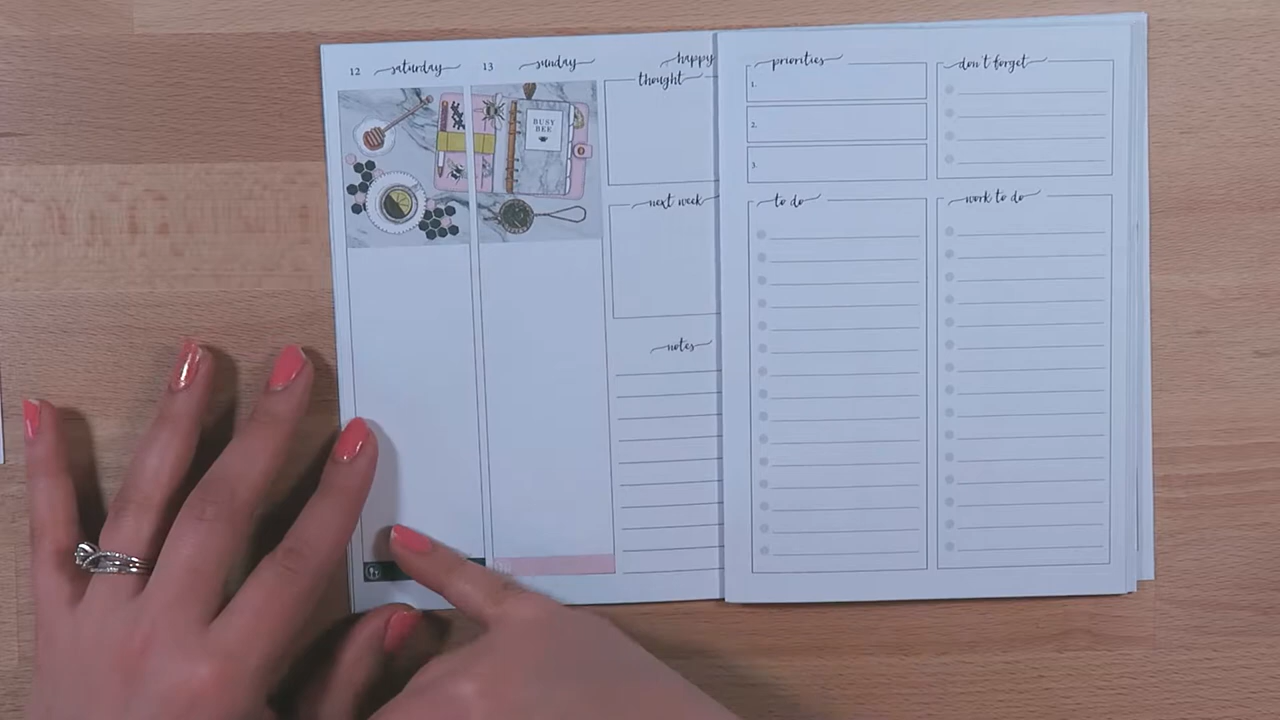 12 saturday
13 sunday
BUSY
BEE
happy
thought
next week
notes
priorities
1.
2.
3.
don't forget
to do
work to do